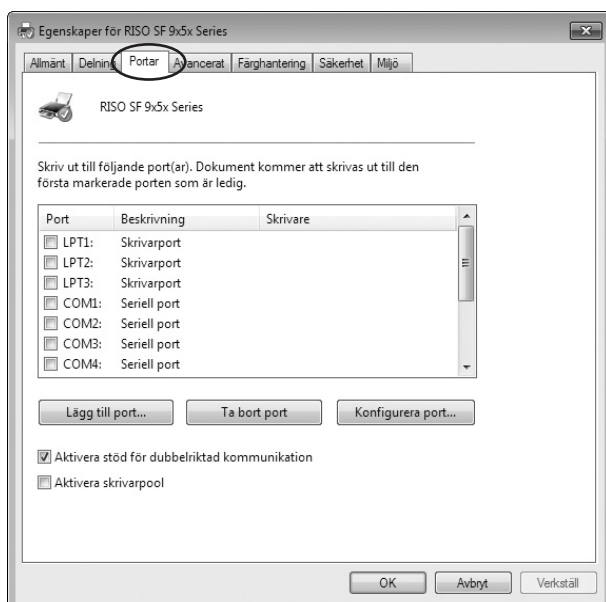 Egenskaper för RISO SF 9x5x Series
Allmänt Delning Portar Avancerat Färghantering Säkerhet Miljö
RISO SF 9x5x Series
Skriv ut till följande port(ar). Dokument kommer att skrivas ut till den
första markerade porten som är ledig.
Port Beskrivning Skrivare
LPT1: Skrivarport
LPT2: Skrivarport
LPT3: Skrivarport
COM1: Seriell port
COM2: Seriell port
COM3: Seriell port
COM4: Seriell port
Lägg till port... Ta bort port Konfigurera port...
Aktivera stöd för dubbelriktad kommunikation
Aktivera skrivarpool
OK Avbryt Verkställ